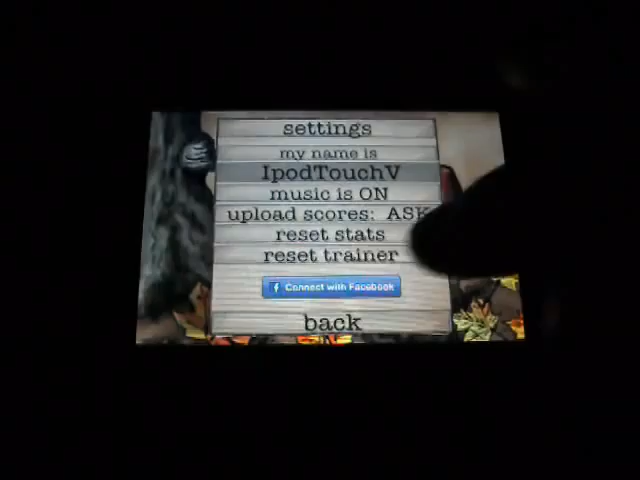 settings
my name is
IpodTouchV
music is ON
upload scores: ASK
reset stats
reset trainer
f Connect with Facebook
back